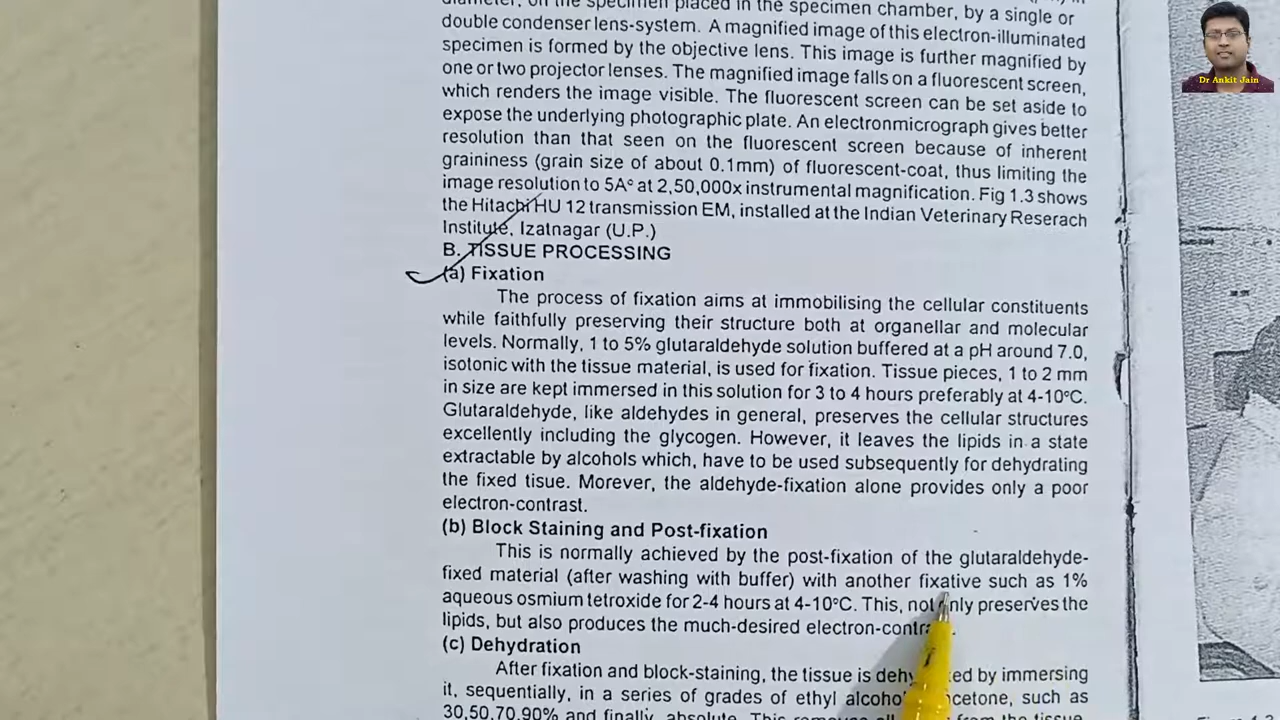 diameter, on the specimen placed in the specimen chamber, by a single or
double condenser lens-system. A magnified image of this electron-illuminated
specimen is formed by the objective lens. This image is further magnified by
one or two projector lenses. The magnified image falls on a fluorescent screen,
which renders the image visible. The fluorescent screen can be set aside to
expose the underlying photographic plate. An electronmicrograph gives better
resolution than that seen on the fluorescent screen because of inherent
graininess (grain size of about 0.1mm) of fluorescent-coat, thus limiting the
image resolution to 5A° at 2,50,000x instrumental magnification. Fig 1.3 shows
the Hitachi HU 12 transmission EM, installed at the Indian Veterinary Reserach
Institute, Izatnagar (U.P.)
B. TISSUE PROCESSING
(a) Fixation
The process of fixation aims at immobilising the cellular constituents
while faithfully preserving their structure both at organellar and molecular
levels. Normally, 1 to 5% glutaraldehyde solution buffered at a pH around 7.0,
isotonic with the tissue material, is used for fixation. Tissue pieces, 1 to 2 mm
in size are kept immersed in this solution for 3 to 4 hours preferably at 4-10°C.
Glutaraldehyde, like aldehydes in general, preserves the cellular structures
excellently including the glycogen. However, it leaves the lipids in a state
extractable by alcohols which, have to be used subsequently for dehydrating
the fixed tisue. Morever, the aldehyde-fixation alone provides only a poor
electron-contrast.
(b) Block Staining and Post-fixation
This is normally achieved by the post-fixation of the glutaraldehyde-
fixed material (after washing with buffer) with another fixative such as 1%
aqueous osmium tetroxide for 2-4 hours at 4-10°C. This, not only preserves the
lipids, but also produces the much-desired electron-contra
(c) Dehydration
After fixation and block-staining, the tissue is dehy ed by immersing
it, sequentially, in a series of grades of ethyl alcoho cetone, such as
30,50,70,90% and finally, absolute. This removes all from the tissue,
Dr Ankit Jain